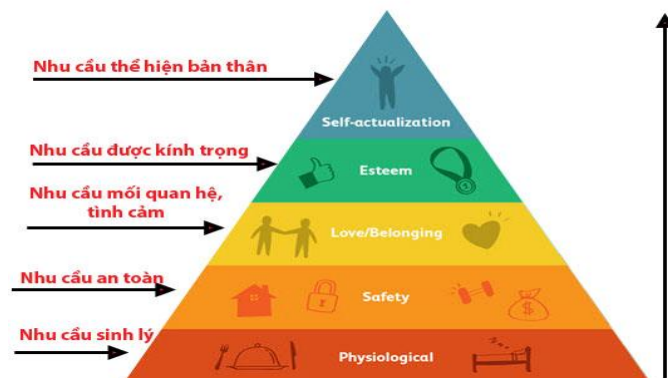 Nhu cầu thể hiện bản thân
Self-actualization
Nhu cầu được kính trọng
Esteem
Nhu cầu mối quan hệ,
tình cảm
Love/Belonging
Nhu cầu an toàn
Safety
$
Nhu cầu sinh lý
Physiological